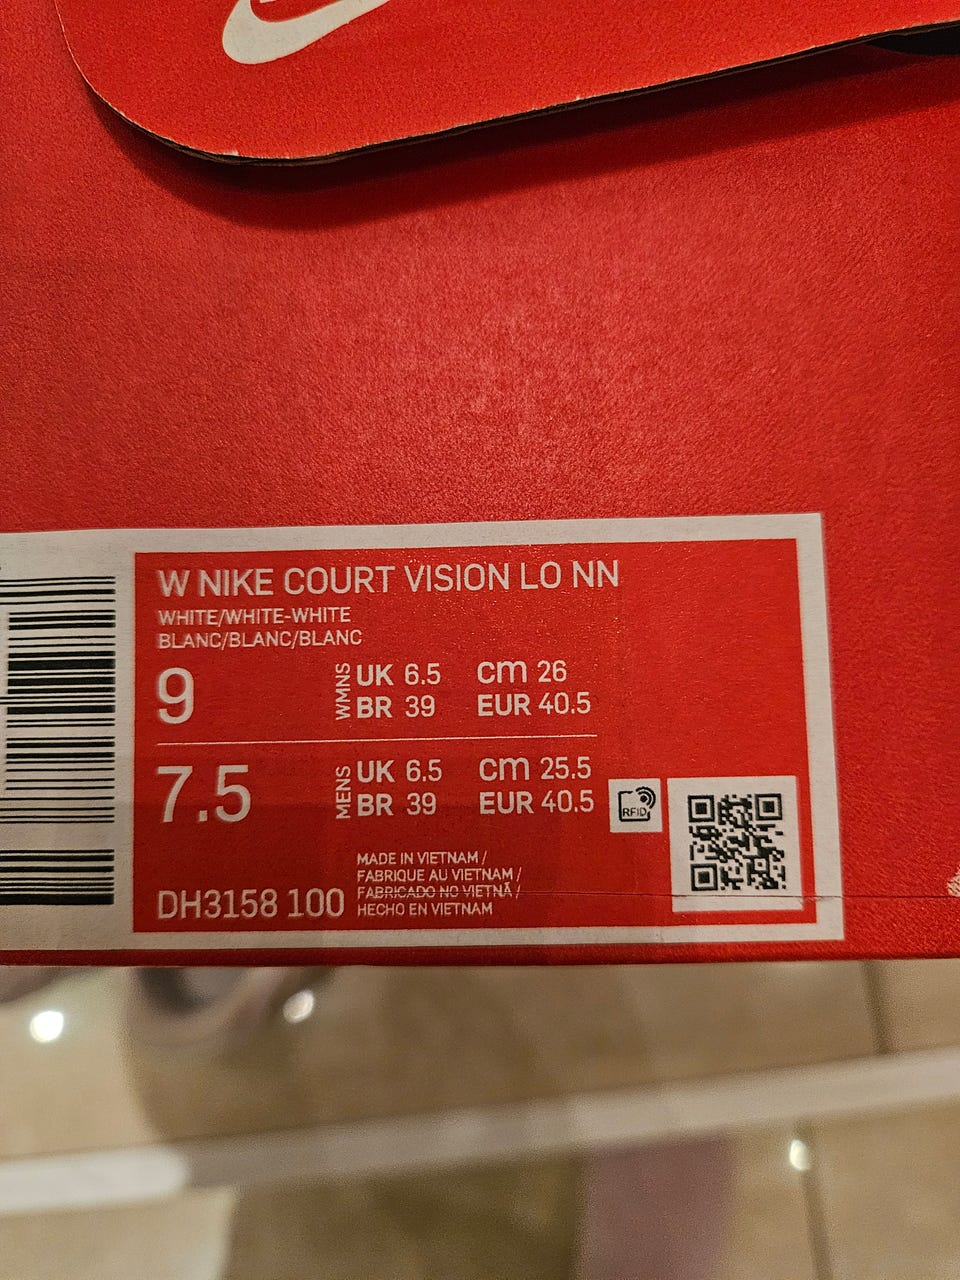 W NIKE COURT VISION LO NN
WHITE/WHITE-WHITE
BLANC/BLANC/BLANC
9 WMNS UK 6.5 cm 26
BR 39 EUR 40.5
7.5 MENS UK 6.5 cm 25.5
BR 39 EUR 40.5
RFID
MADE IN VIETNAM /
FABRIQUE AU VIETNAM /
FABRICADO NO VIETNÃ /
DH3158 100 HECHO EN VIETNAM